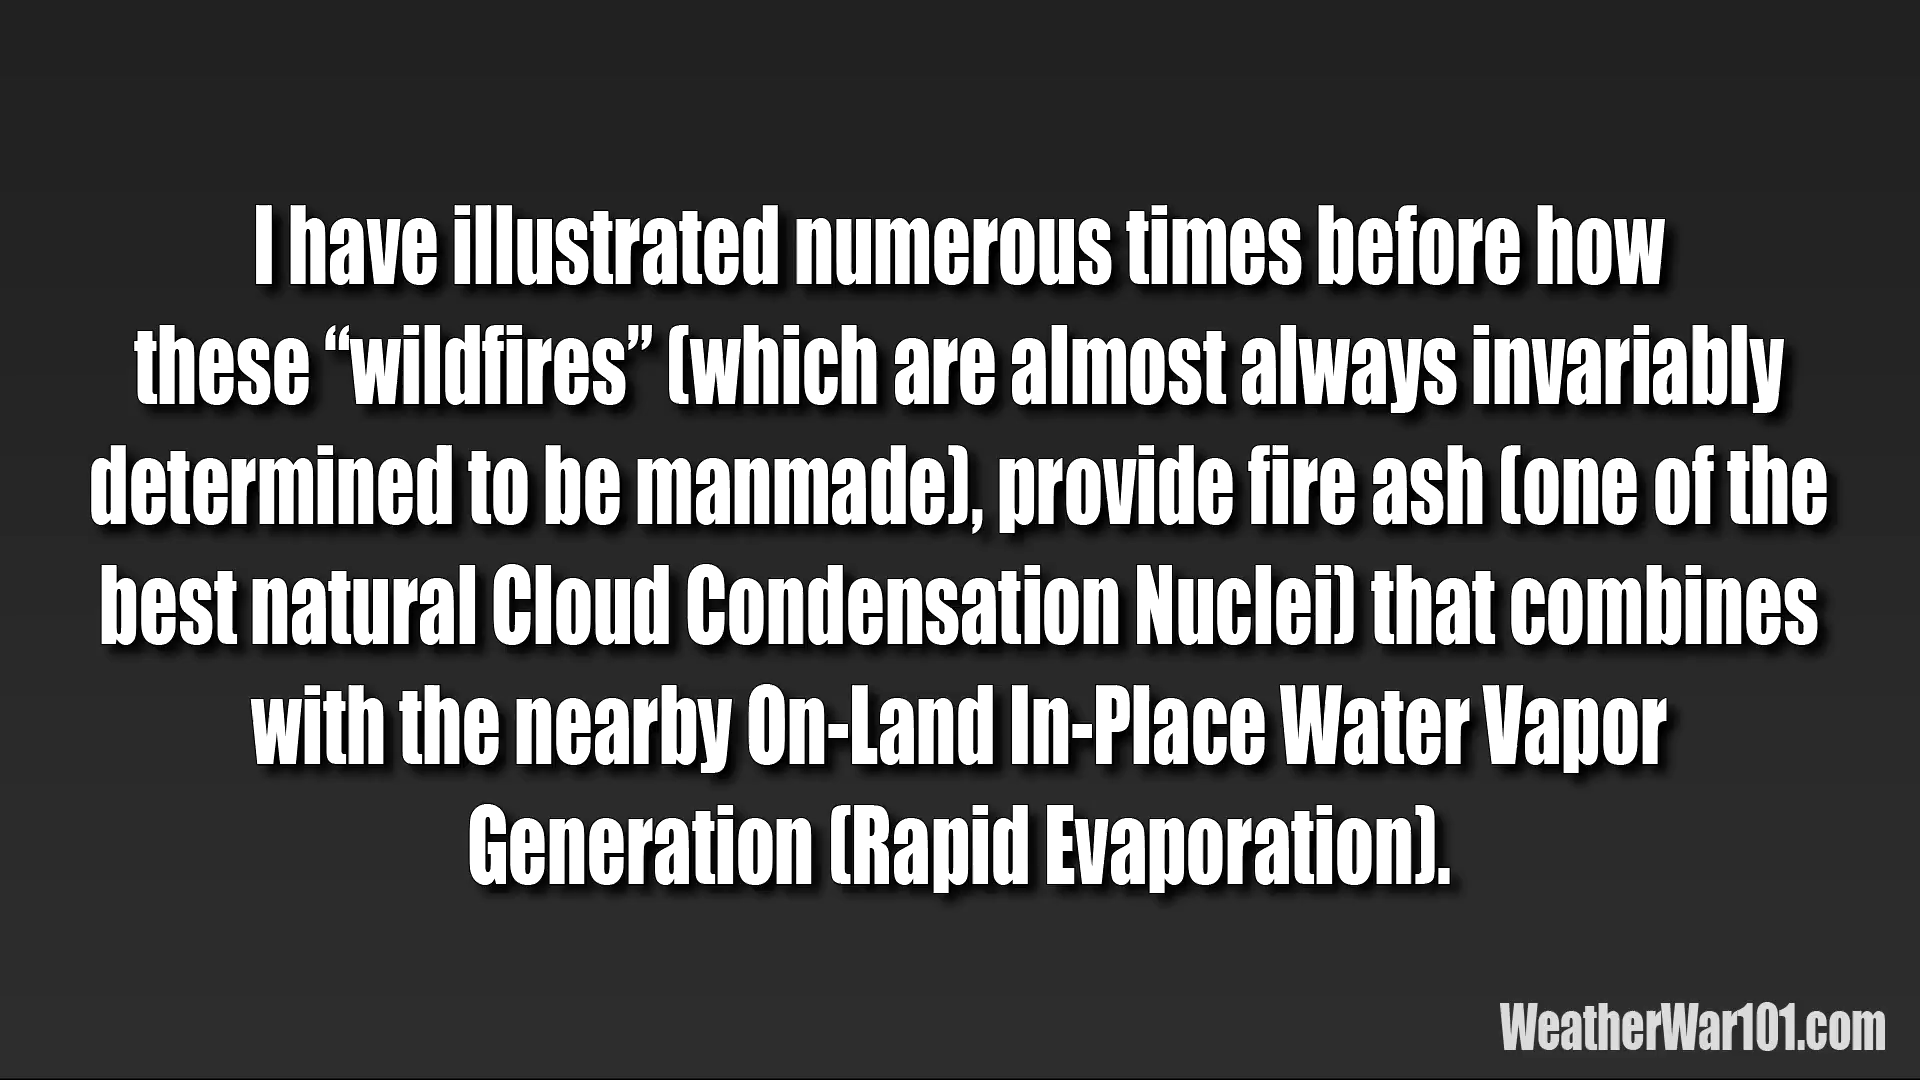 I have illustrated numerous times before how
these “wildfires” (which are almost always invariably
determined to be manmade), provide fire ash (one of the
best natural Cloud Condensation Nuclei) that combines
with the nearby On-Land In-Place Water Vapor
Generation (Rapid Evaporation).
WeatherWar101.com